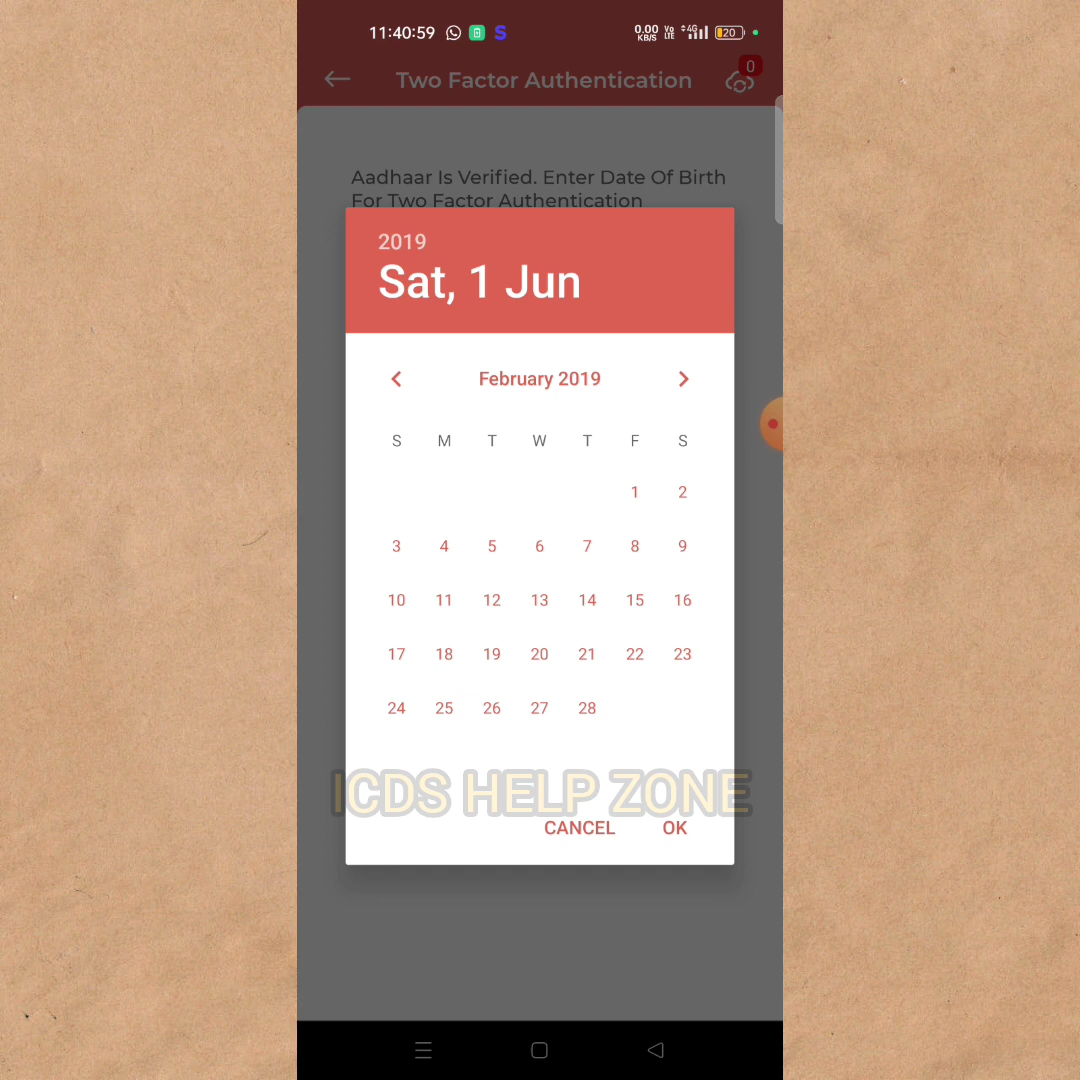 11:40:59 S 0.00 KB/S Vo LTE 4G 20
Two Factor Authentication 0
Aadhaar Is Verified. Enter Date Of Birth
For Two Factor Authentication
2019
Sat, 1 Jun
February 2019
S M T W T F S
1 2
3 4 5 6 7 8 9
10 11 12 13 14 15 16
17 18 19 20 21 22 23
24 25 26 27 28
ICDS HELP ZONE
CANCEL OK